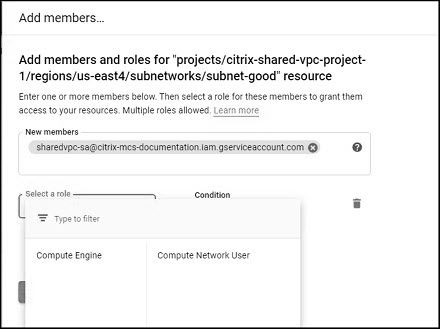 Add members...
Add members and roles for "projects/citrix-shared-vpc-project-
1/regions/us-east4/subnetworks/subnet-good" resource
Enter one or more members below. Then select a role for these members to grant them
access to your resources. Multiple roles allowed. Learn more
New members
sharedvpc-sa@citrix-mcs-documentation.iam.gserviceaccount.com
Select a role
Condition
Type to filter
Compute Engine
Compute Network User